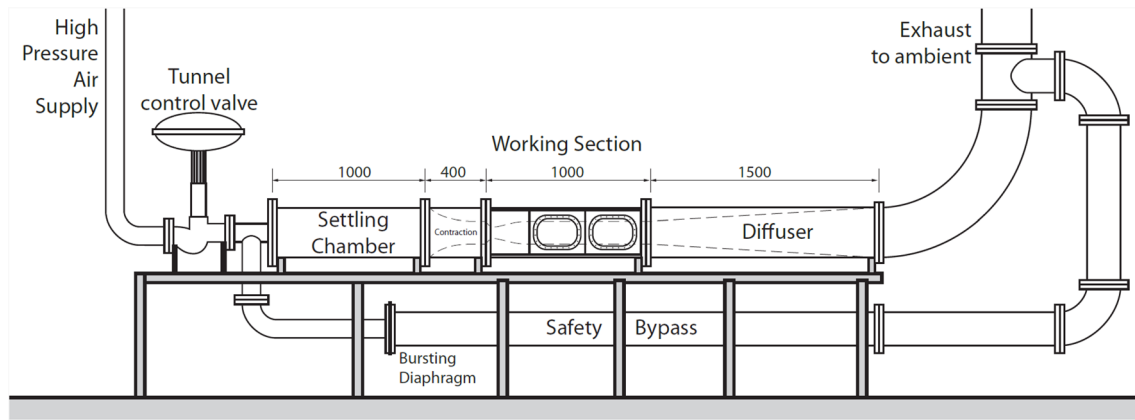 High
Pressure
Air
Supply
Tunnel
control valve
Exhaust
to ambient
Working Section
1000
400
1000
1500
Settling
Chamber
Contraction
Diffuser
Safety Bypass
Bursting
Diaphragm